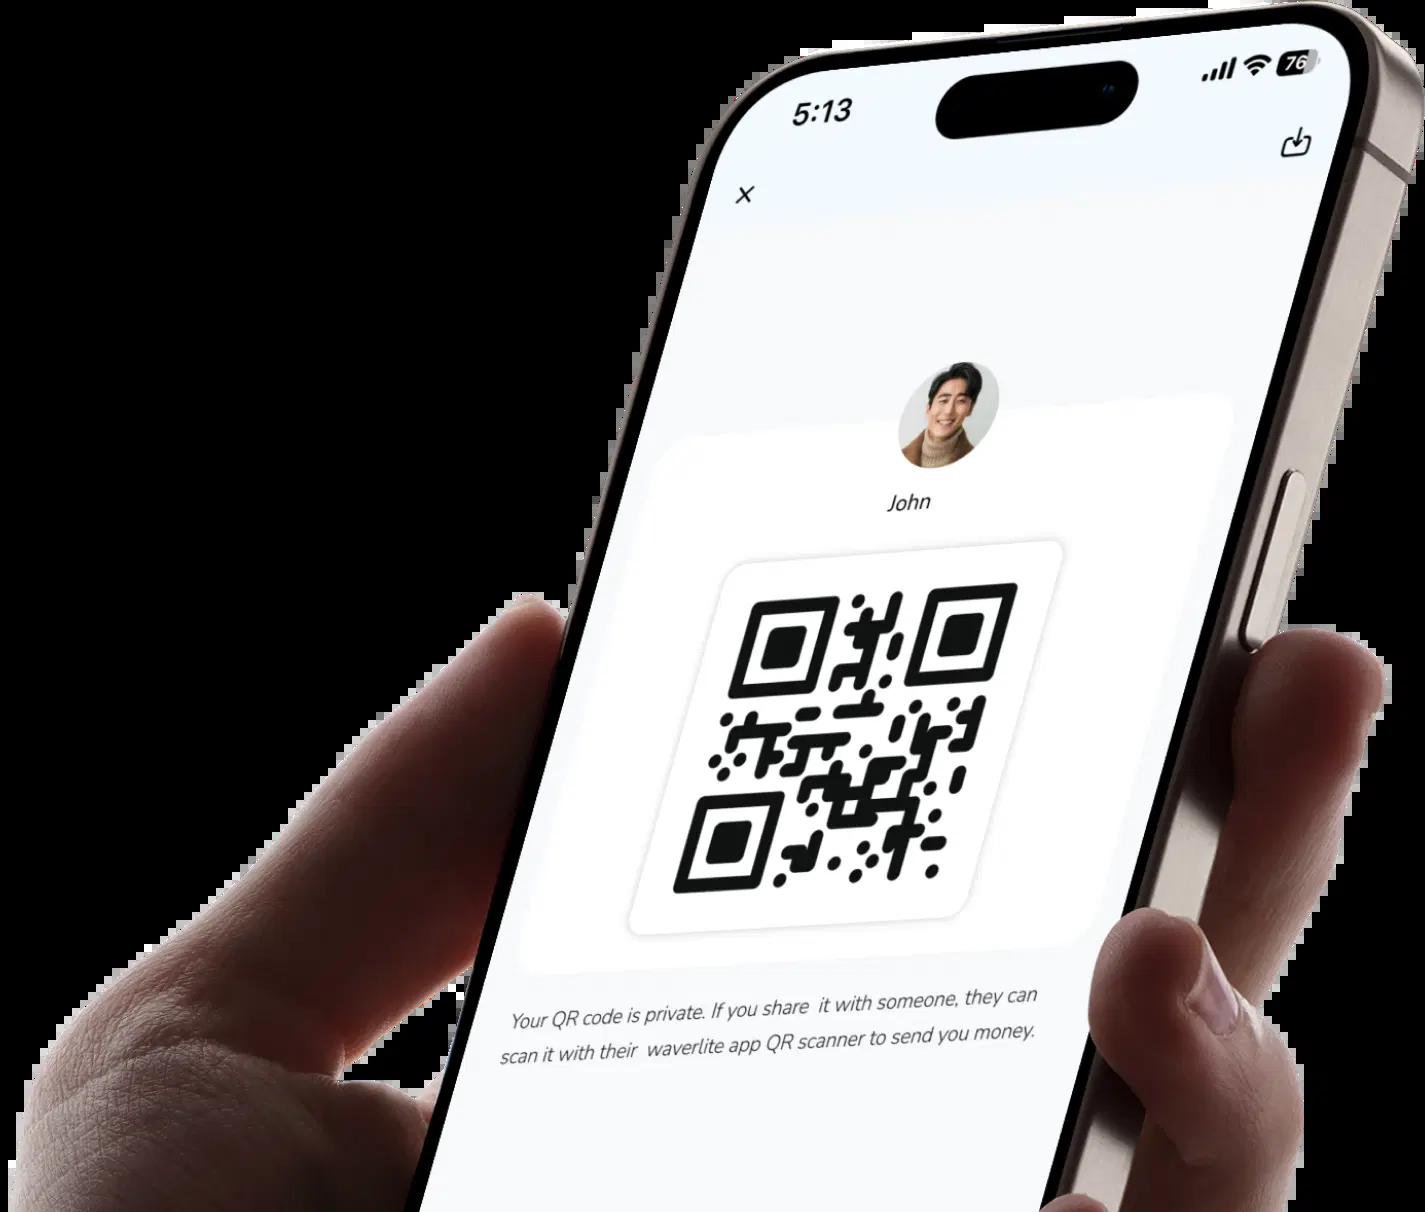 5:13
76
John
Your QR code is private. If you share it with someone, they can
scan it with their waverlite app QR scanner to send you money.